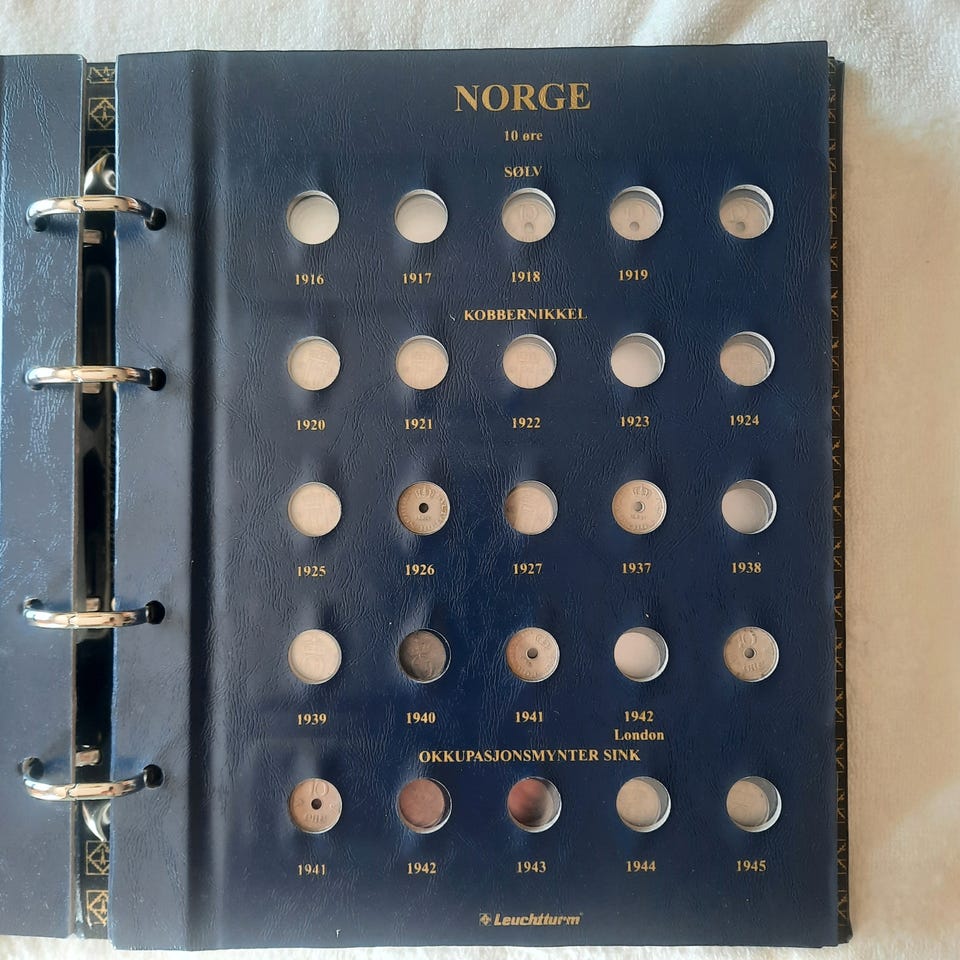 NORGE
10 øre
SØLV
1916 1917 1918 1919
KOBBERNIKKEL
1920 1921 1922 1923 1924
1925 1926 1927 1937 1938
1939 1940 1941 1942
London
OKKUPASJONSMYNTER SINK
1941 1942 1943 1944 1945
Leuchtturm